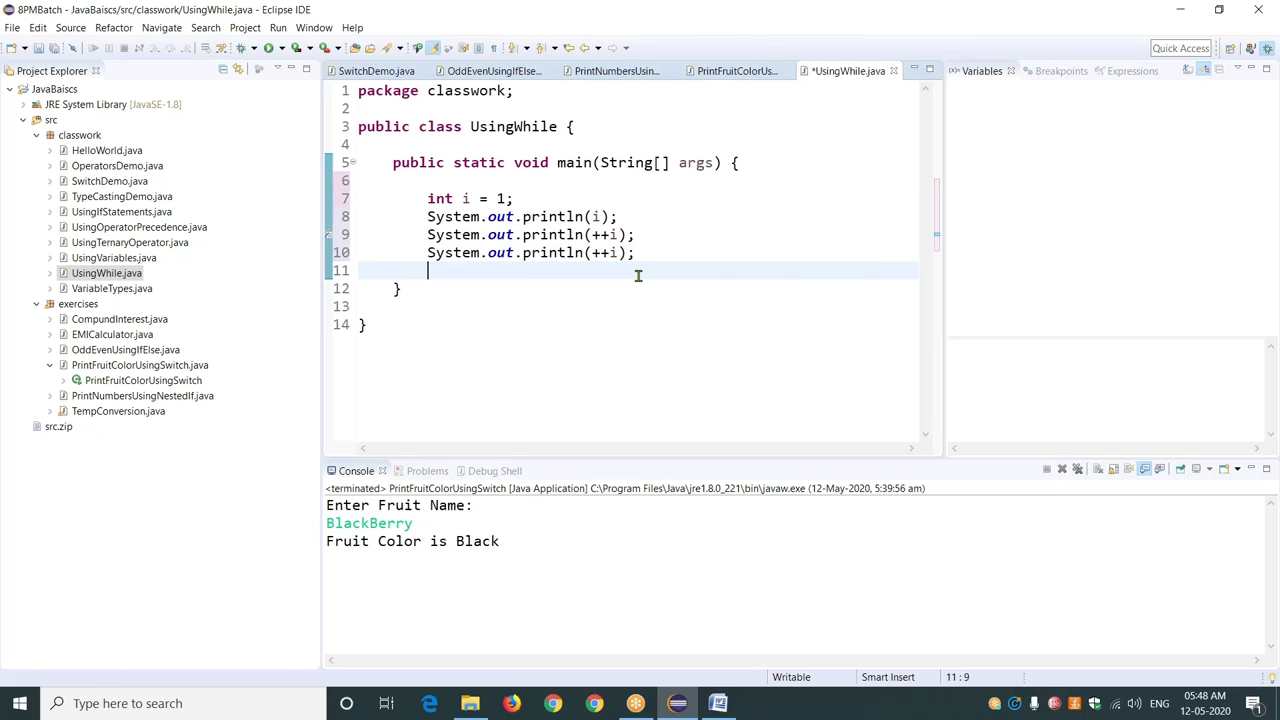 8PMBatch - JavaBaiscs/src/classwork/UsingWhile.java - Eclipse IDE
File Edit Source Refactor Navigate Search Project Run Window Help
Quick Access
Project Explorer
SwitchDemo.java
OddEvenUsingIfElse...
PrintNumbersUsin...
PrintFruitColorUs...
*UsingWhile.java
Variables
Breakpoints
Expressions
JavaBaiscs
JRE System Library [JavaSE-1.8]
src
classwork
HelloWorld.java
OperatorsDemo.java
SwitchDemo.java
TypeCastingDemo.java
UsingIfStatements.java
UsingOperatorPrecedence.java
UsingTernaryOperator.java
UsingVariables.java
UsingWhile.java
VariableTypes.java
exercises
CompundInterest.java
EMICalculator.java
OddEvenUsingIfElse.java
PrintFruitColorUsingSwitch.java
PrintFruitColorUsingSwitch
PrintNumbersUsingNestedIf.java
TempConversion.java
src.zip
1 package classwork;
2
3 public class UsingWhile {
4
5 public static void main(String[] args) {
6
7 int i = 1;
8 System.out.println(i);
9 System.out.println(++i);
10 System.out.println(++i);
11
12 }
13
14 }
Console
Problems
Debug Shell
<terminated> PrintFruitColorUsingSwitch [Java Application] C:\Program Files\Java\jre1.8.0_221\bin\javaw.exe (12-May-2020, 5:39:56 am)
Enter Fruit Name:
BlackBerry
Fruit Color is Black
Writable
Smart Insert
11 : 9
Type here to search
ENG
05:48 AM
12-05-2020
1